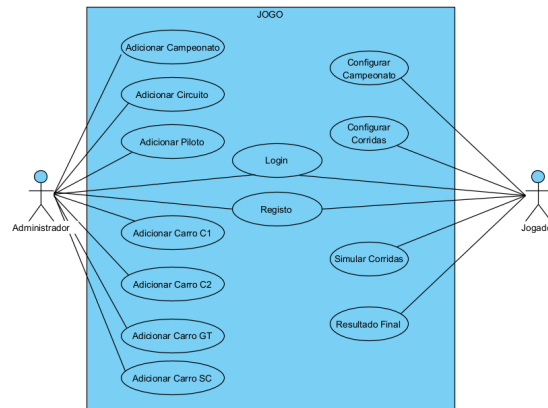 JOGO
Adicionar Campeonato
Configurar
Campeonato
Adicionar Circuito
Configurar
Corridas
Adicionar Piloto
Login
Registo
Administrador
Jogado
Adicionar Carro C1
Simular Corridas
Adicionar Carro C2
Resultado Final
Adicionar Carro GT
Adicionar Carro SC